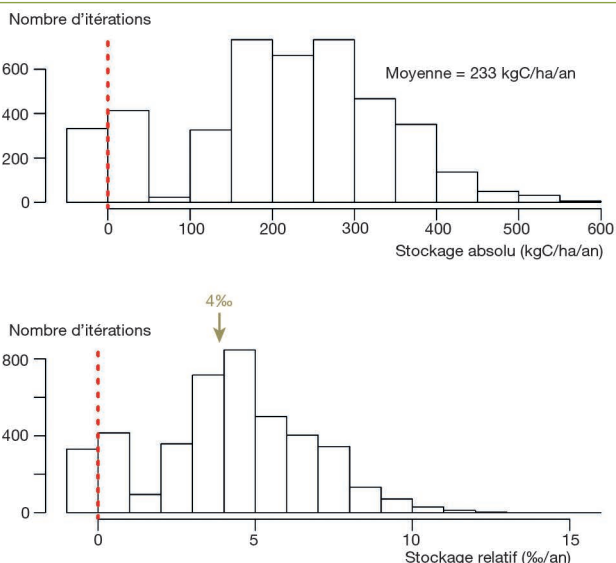 Nombre d'itérations
600
400
200
0
Moyenne = 233 kgC/ha/an
0 100 200 300 400 500 600
Stockage absolu (kgC/ha/an)
4‰
Nombre d'itérations
800
400
0
0 5 10 15
Stockage relatif (‰/an)